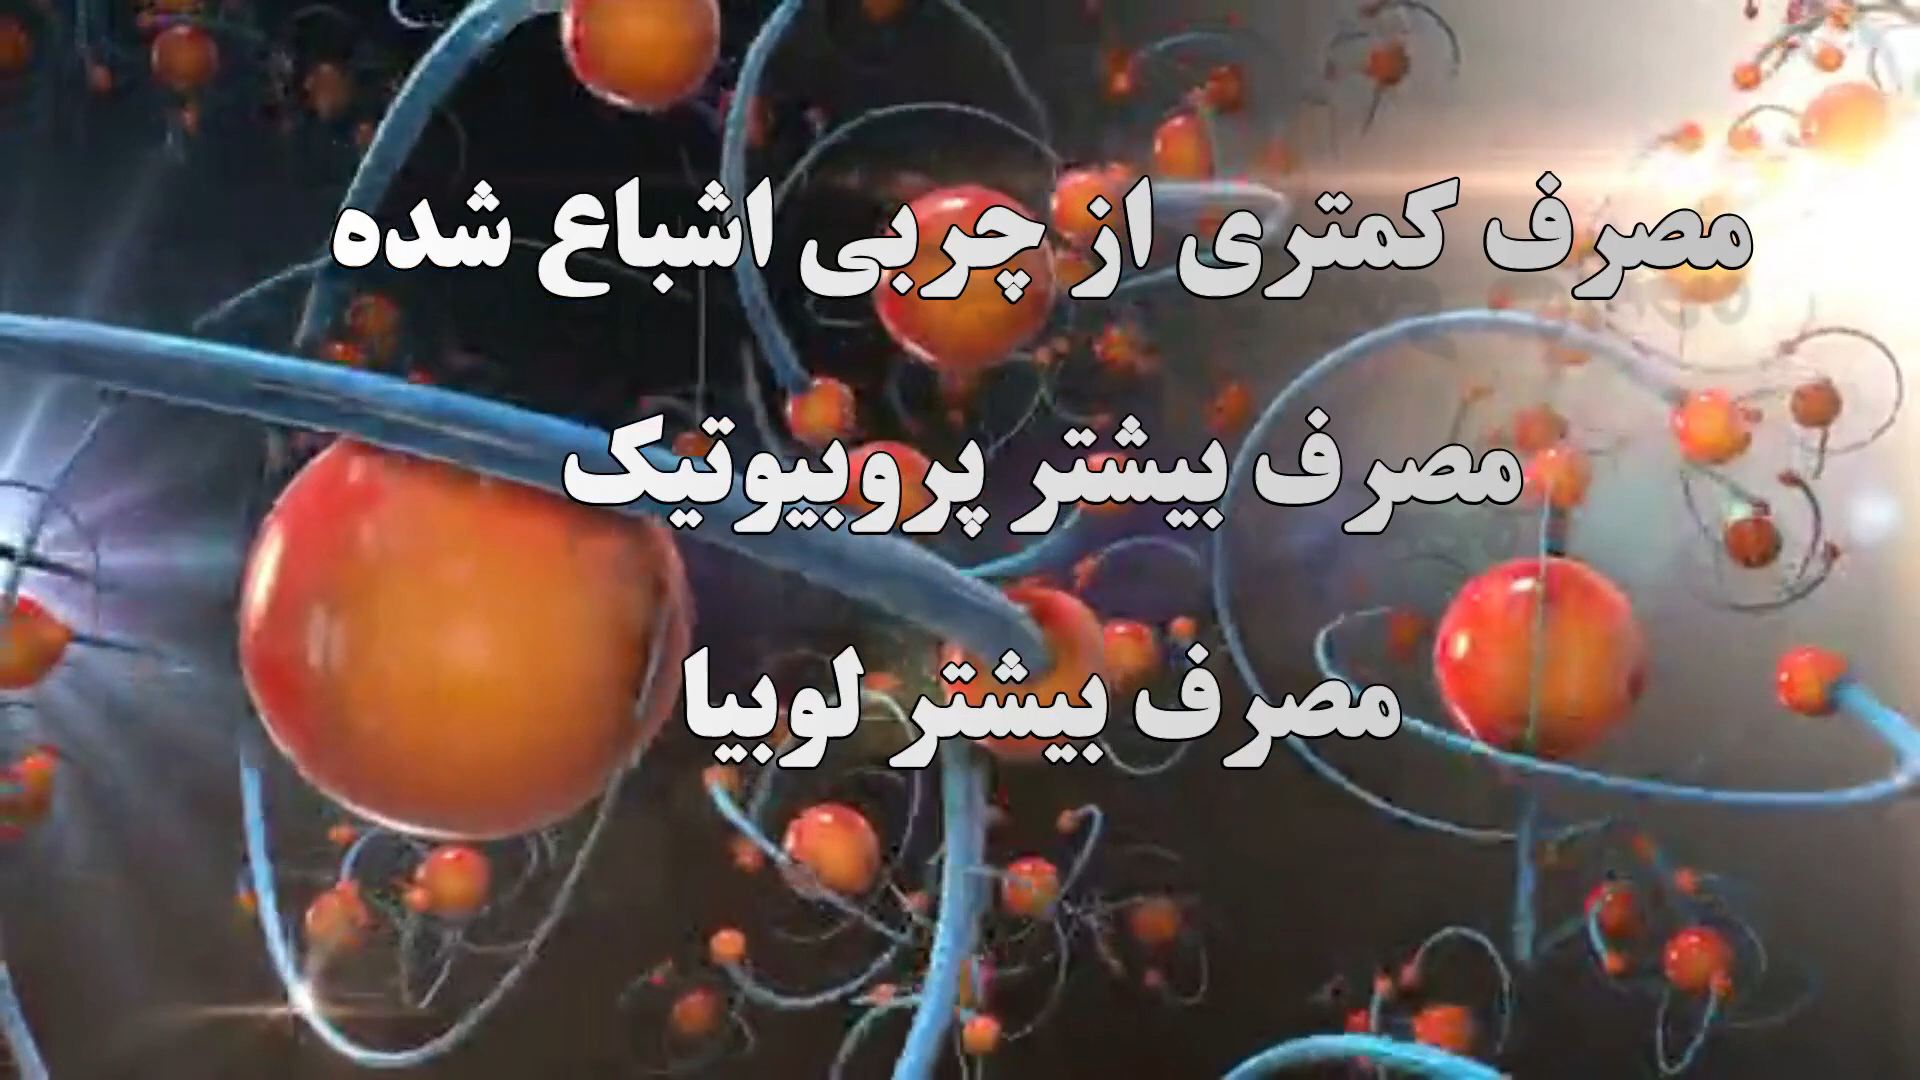 مصرف کمتری از چربی اشباع شده
مصرف بیشتر پروبیوتیک
مصرف بیشتر لوبیا